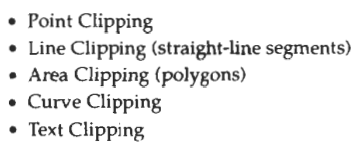 • Point Clipping
• Line Clipping (straight-line segments)
• Area Clipping (polygons)
• Curve Clipping
• Text Clipping